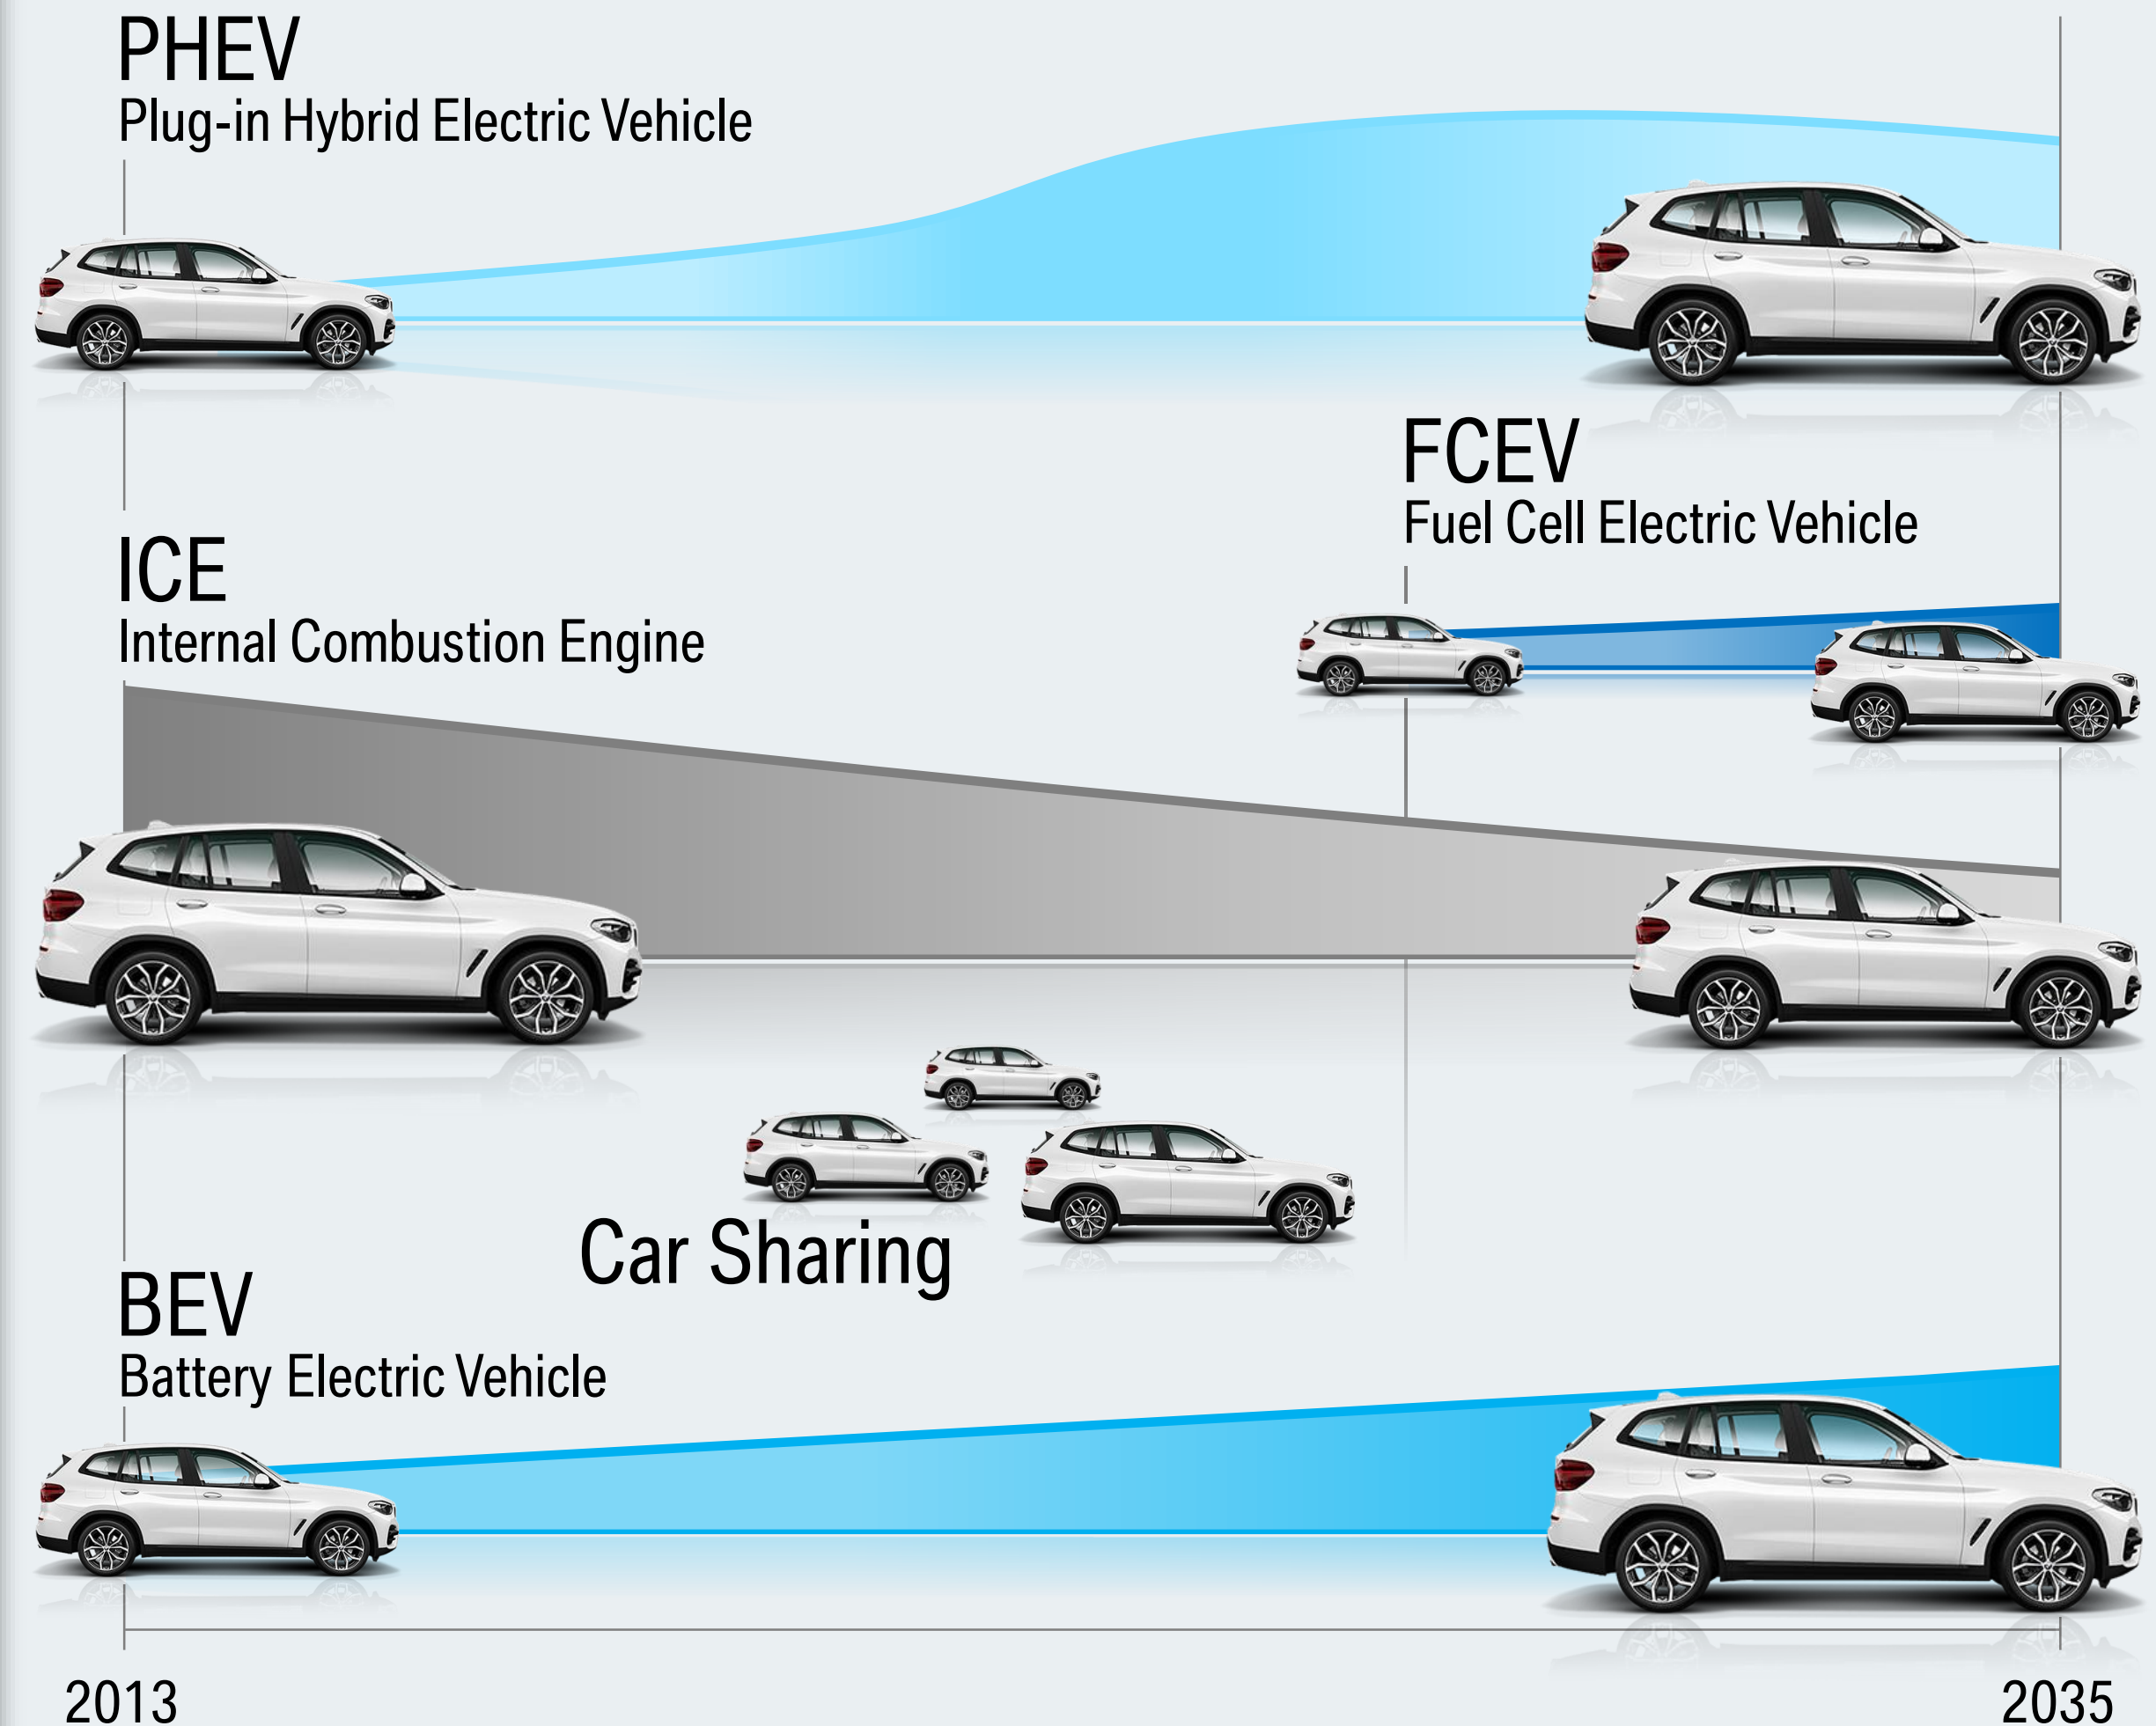 PHEV
Plug-in Hybrid Electric Vehicle
FCEV
Fuel Cell Electric Vehicle
ICE
Internal Combustion Engine
Car Sharing
BEV
Battery Electric Vehicle
2013
2035